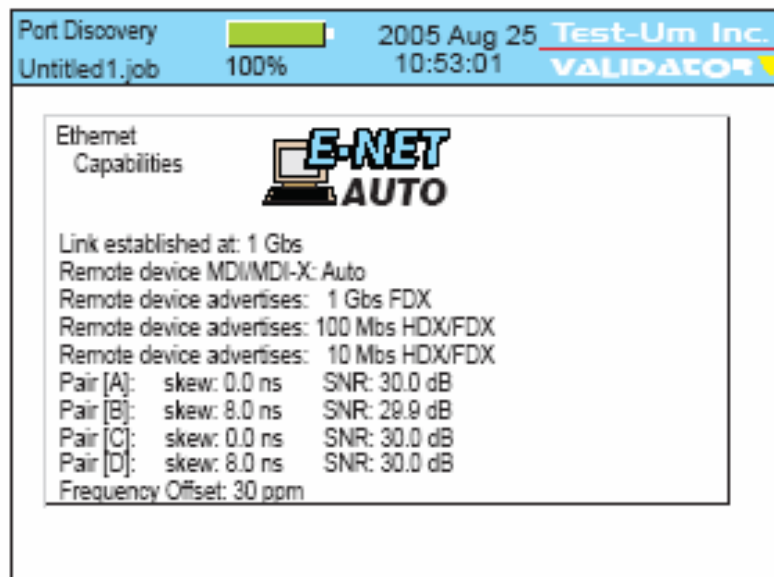 Port Discovery 2005 Aug 25 Test-Um Inc.
Untitled1.job 100% 10:53:01 VALIDATOR
Ethernet
Capabilities
E-NET
AUTO
Link established at: 1 Gbs
Remote device MDI/MDI-X: Auto
Remote device advertises: 1 Gbs FDX
Remote device advertises: 100 Mbs HDX/FDX
Remote device advertises: 10 Mbs HDX/FDX
Pair [A]: skew: 0.0 ns SNR: 30.0 dB
Pair [B]: skew: 8.0 ns SNR: 29.9 dB
Pair [C]: skew: 0.0 ns SNR: 30.0 dB
Pair [D]: skew: 8.0 ns SNR: 30.0 dB
Frequency Offset: 30 ppm